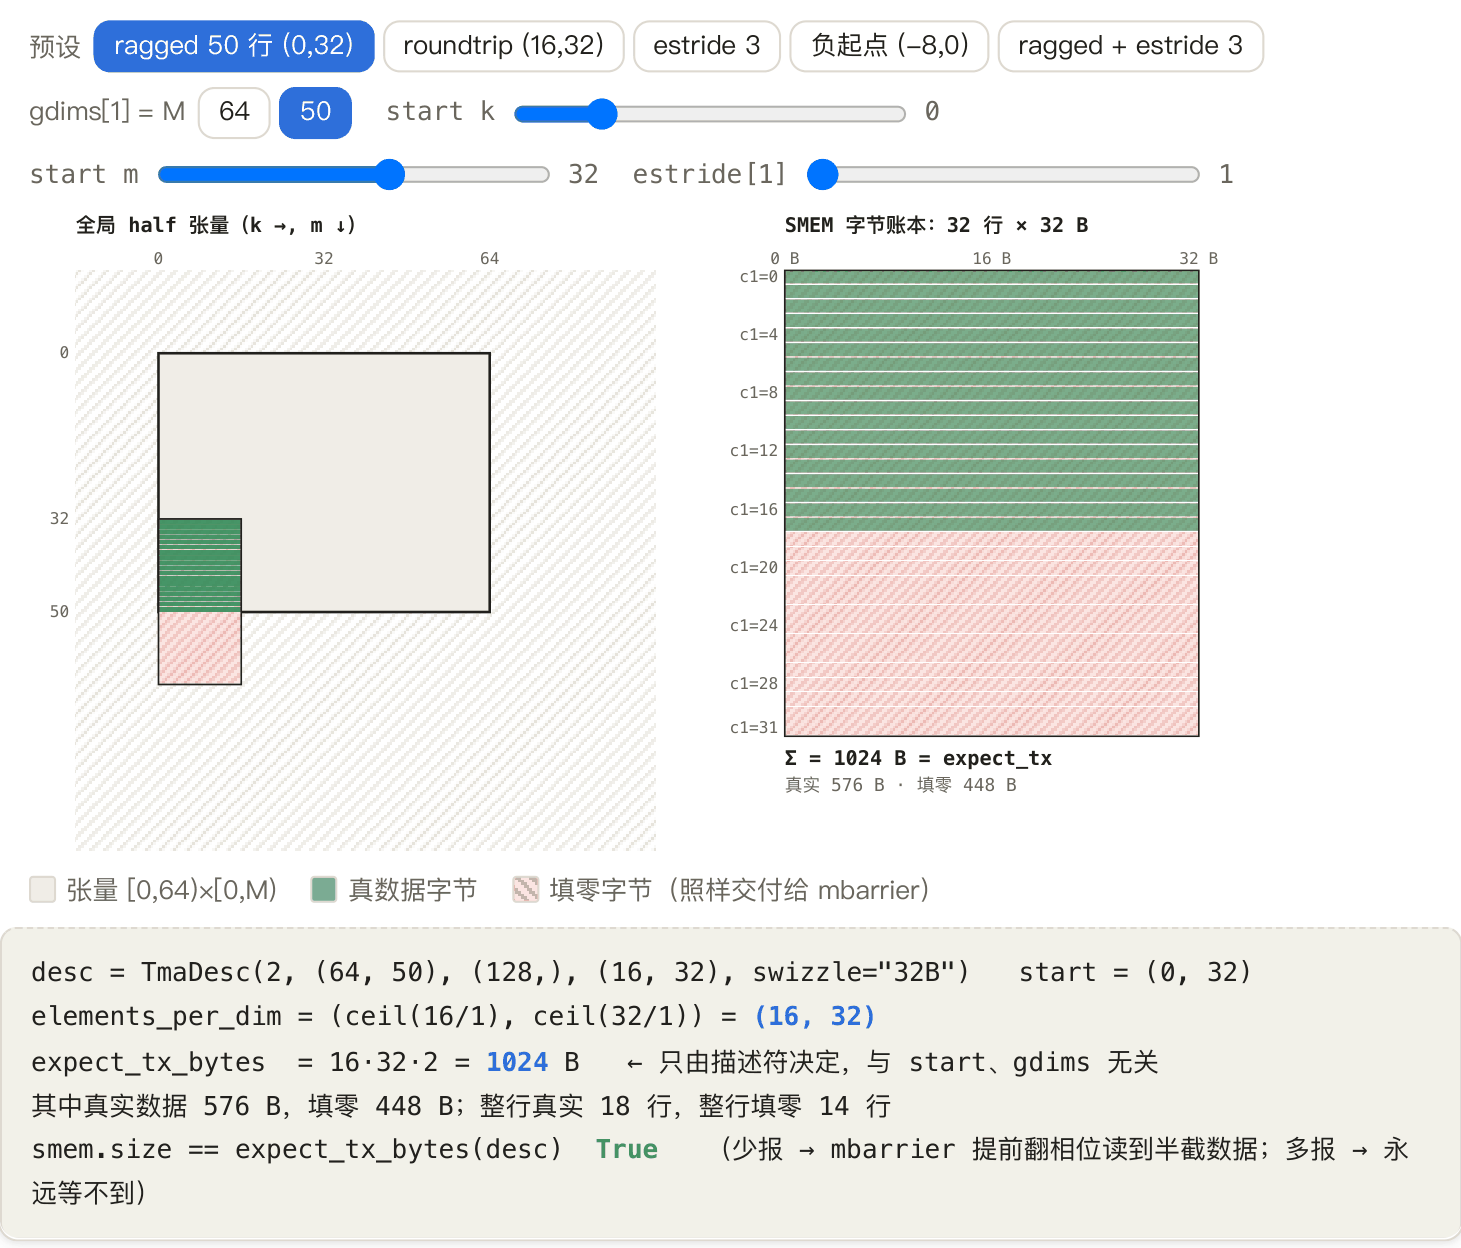 预设 ragged 50 行 (0,32) roundtrip (16,32) estride 3 负起点 (−8,0) ragged + estride 3
gdims[1] = M 64 50 start k 0
start m 32 estride[1] 1
全局 half 张量 (k →, m ↓)
0 32 64
0
32
50
SMEM 字节账本: 32 行 × 32 B
0 B 16 B 32 B
c1=0
c1=4
c1=8
c1=12
c1=16
c1=20
c1=24
c1=28
c1=31
Σ = 1024 B = expect_tx
真实 576 B · 填零 448 B
张量 [0,64)×[0,M) 真数据字节 填零字节（照样交付给 mbarrier）
desc = TmaDesc(2, (64, 50), (128,), (16, 32), swizzle="32B") start = (0, 32)
elements_per_dim = (ceil(16/1), ceil(32/1)) = (16, 32)
expect_tx_bytes = 16·32·2 = 1024 B ← 只由描述符决定，与 start、gdims 无关
其中真实数据 576 B，填零 448 B；整行真实 18 行，整行填零 14 行
smem.size == expect_tx_bytes(desc) True （少报 → mbarrier 提前翻相位读到半截数据；多报 → 永
远等不到）